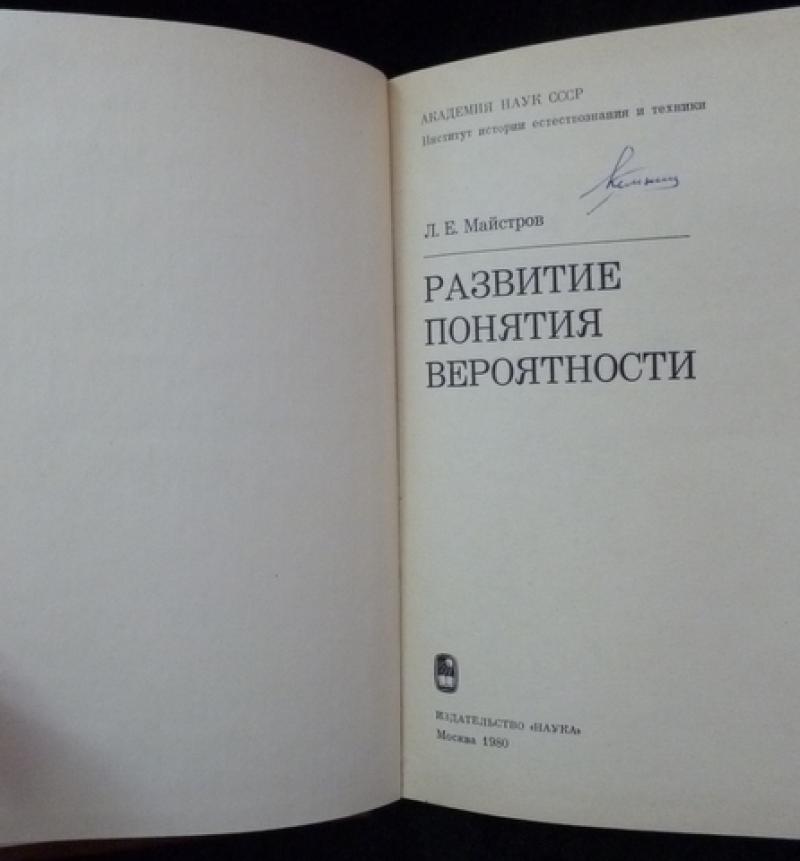 АКАДЕМИЯ НАУК СССР
Институт истории естествознания и техники
Л. Е. Майстров
РАЗВИТИЕ
ПОНЯТИЯ
ВЕРОЯТНОСТИ
ИЗДАТЕЛЬСТВО «НАУКА»
Москва 1980